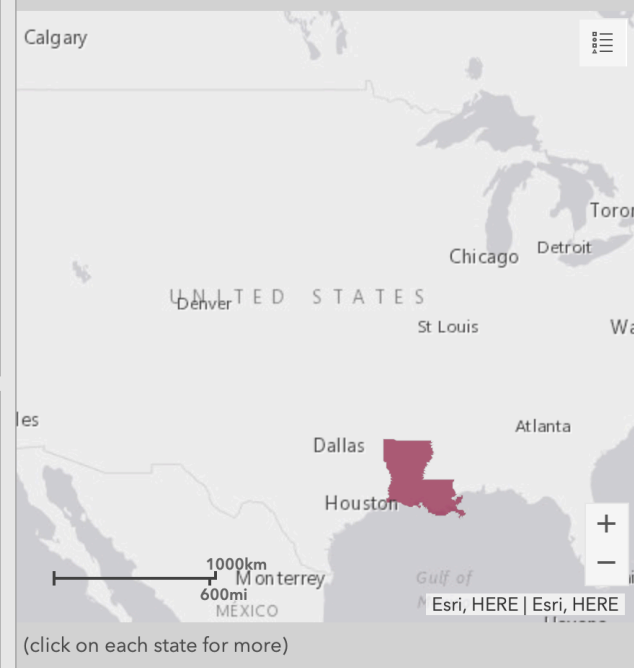 Calgary
Toror
Chicago
Detroit
UNITED STATES
Denver
St Louis
Wa
les
Atlanta
Dallas
Houston
+
−
1000km
Monterrey
600mi
Gulf of
MÉXICO
Esri, HERE | Esri, HERE
(click on each state for more)